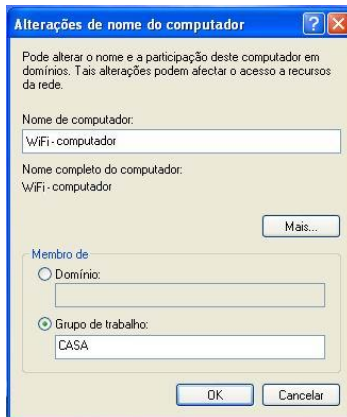 Alterações de nome do computador
Pode alterar o nome e a participação deste computador em
domínios. Tais alterações podem afectar o acesso a recursos
da rede.
Nome de computador:
WiFi-computador
Nome completo do computador:
WiFi-computador
Mais...
Membro de
Domínio:
Grupo de trabalho:
CASA
OK
Cancelar